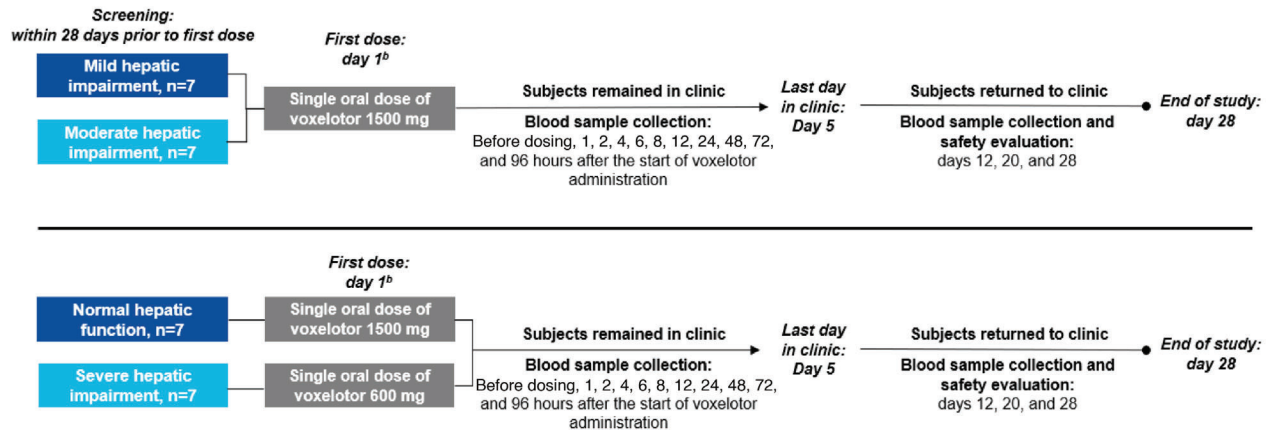 Screening:
within 28 days prior to first dose
Mild hepatic
impairment, n=7
Moderate hepatic
impairment, n=7
First dose:
day 1ᵇ
Single oral dose of
voxelotor 1500 mg
Subjects remained in clinic
Blood sample collection:
Before dosing, 1, 2, 4, 6, 8, 12, 24, 48, 72,
and 96 hours after the start of voxelotor
administration
Last day
in clinic:
Day 5
Subjects returned to clinic
Blood sample collection and
safety evaluation:
days 12, 20, and 28
End of study:
day 28
First dose:
day 1ᵇ
Normal hepatic
function, n=7
Single oral dose of
voxelotor 1500 mg
Severe hepatic
impairment, n=7
Single oral dose of
voxelotor 600 mg
Subjects remained in clinic
Blood sample collection:
Before dosing, 1, 2, 4, 6, 8, 12, 24, 48, 72,
and 96 hours after the start of voxelotor
administration
Last day
in clinic:
Day 5
Subjects returned to clinic
Blood sample collection and
safety evaluation:
days 12, 20, and 28
End of study:
day 28